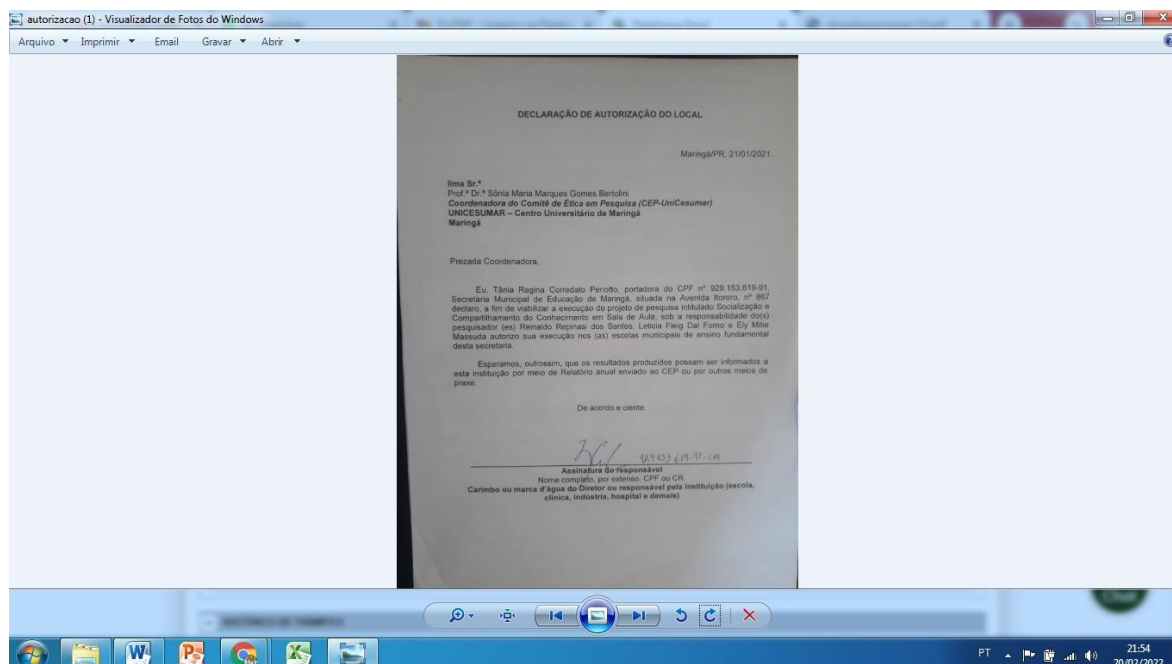 autorizacao (1) - Visualizador de Fotos do Windows
Arquivo Imprimir Email Gravar Abrir
DECLARAÇÃO DE AUTORIZAÇÃO DO LOCAL
Maringá/PR, 21/01/2021.
Ilma Sr.ª
Prof.ª Dr.ª Sônia Maria Marques Gomes Bertolini
Coordenadora do Comitê de Ética em Pesquisa (CEP-UniCesumar)
UNICESUMAR – Centro Universitário de Maringá
Maringá
Prezada Coordenadora,
Eu, Tânia Regina Corredato Periotto, portadora do CPF nº 929.153.619-91,
Secretária Municipal de Educação de Maringá, situada na Avenida Itororo, nº 867
declaro, a fim de viabilizar a execução do projeto de pesquisa intitulado Socialização e
Compartilhamento do Conhecimento em Sala de Aula, sob a responsabilidade do(s)
pesquisador (es) Reinaldo Repinasi dos Santos, Letícia Fleig Dal Forno e Ely Mitie
Massuda autorizo sua execução nos (as) escolas municipais de ensino fundamental
desta secretaria.
Esperamos, outrossim, que os resultados produzidos possam ser informados a
esta instituição por meio de Relatório anual enviado ao CEP ou por outros meios de
praxe.
De acordo e ciente,
Assinatura do responsável
Nome completo, por extenso, CPF ou CR.
Carimbo ou marca d'água do Diretor ou responsável pela Instituição (escola,
clínica, indústria, hospital e demais)
PT
21:54
20/02/2022